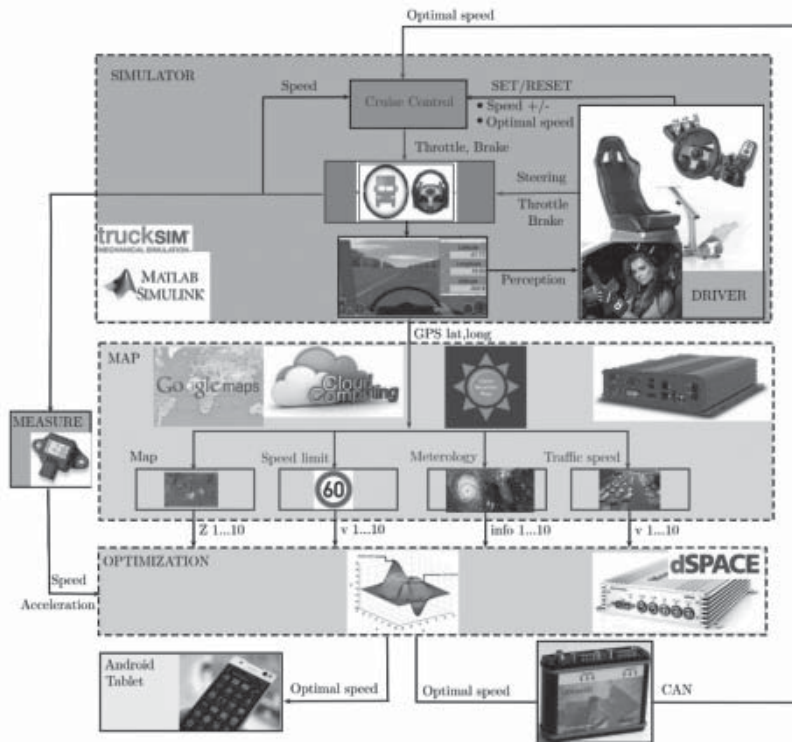 Optimal speed
SIMULATOR
Speed
SET/RESET
Cruise Control
• Speed +/-
• Optimal speed
Throttle, Brake
Steering
Throttle
Brake
truckSIM
MECHANICAL SIMULATION
MATLAB
SIMULINK
Perception
DRIVER
GPS lat,long
MAP
Google maps
Cloud
Computing
MEASURE
Map
Speed limit
Meterology
Traffic speed
60
Z 1...10
v 1...10
info 1...10
v 1...10
OPTIMIZATION
dSPACE
Speed
Acceleration
Android
Tablet
Optimal speed
Optimal speed
CAN